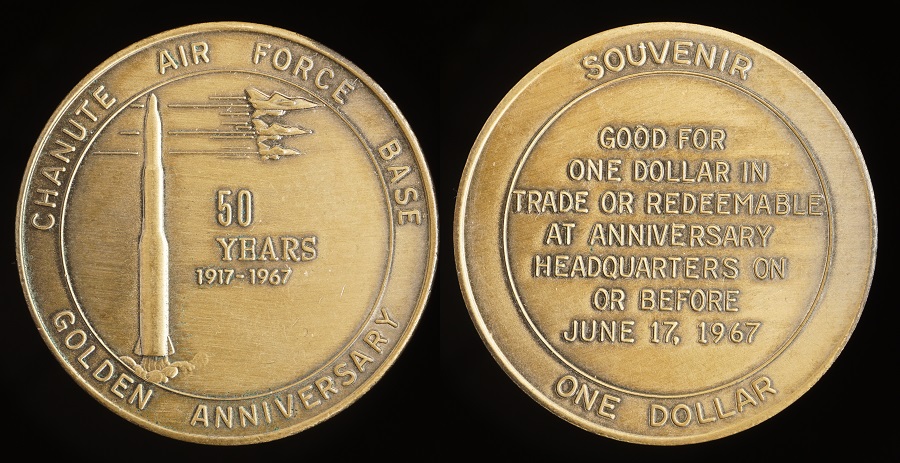 CHANUTE AIR FORCE BASE
50
YEARS
1917-1967
GOLDEN ANNIVERSARY
SOUVENIR
GOOD FOR
ONE DOLLAR IN
TRADE OR REDEEMABLE
AT ANNIVERSARY
HEADQUARTERS ON
OR BEFORE
JUNE 17, 1967
ONE DOLLAR